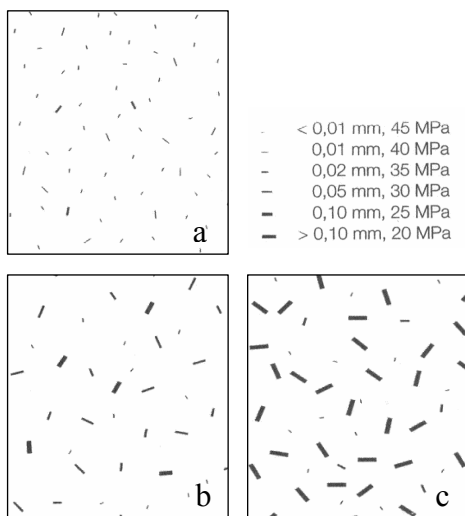 < 0,01 mm, 45 MPa
0,01 mm, 40 MPa
0,02 mm, 35 MPa
0,05 mm, 30 MPa
0,10 mm, 25 MPa
> 0,10 mm, 20 MPa
a
b
c